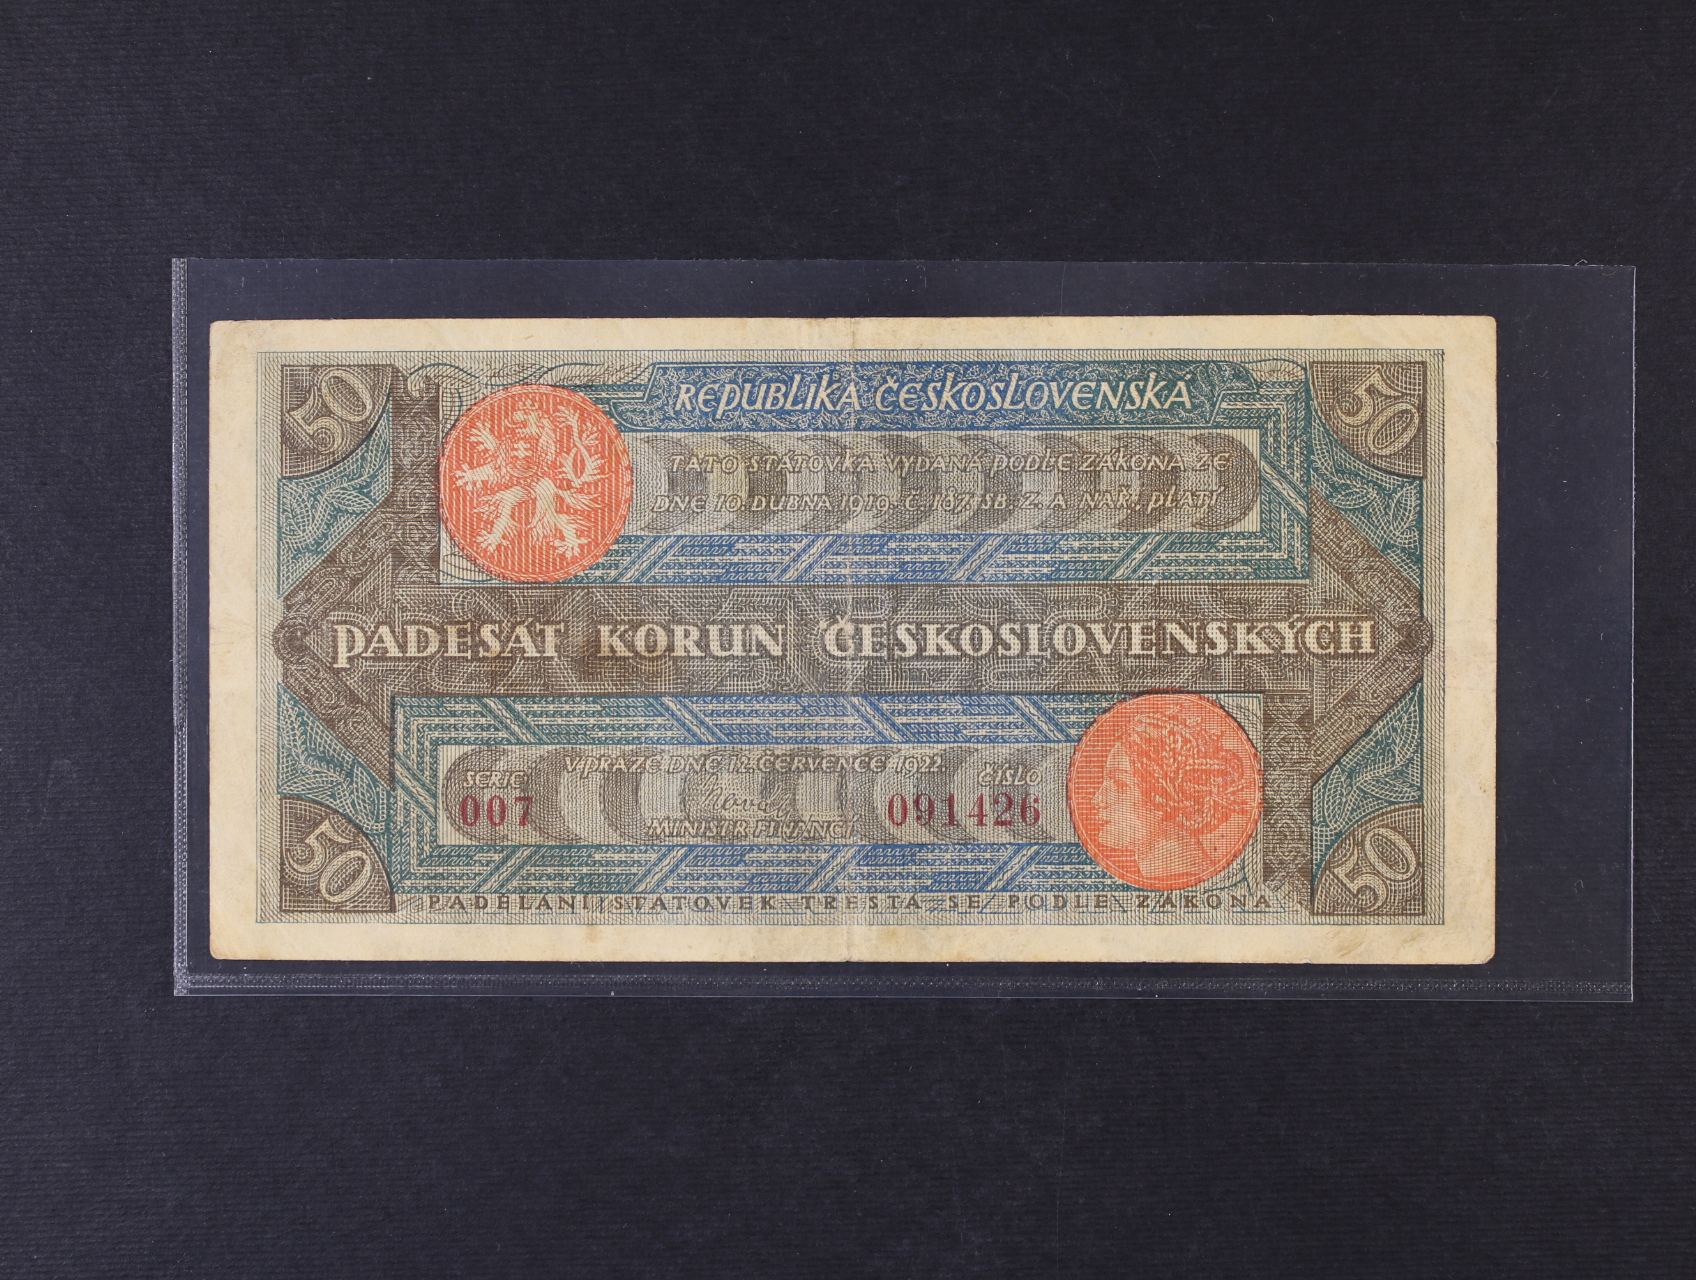 50
50
REPUBLIKA ČESKOSLOVENSKÁ
TATO STÁTOVKA VYDANÁ PODLE ZÁKONA ZE
DNE 10. DUBNA 1919. Č. 187. SB. Z. A NAŘ. PLATÍ
PADESÁT KORUN ČESKOSLOVENSKÝCH
V PRAZE DNE 12. ČERVENCE 1922.
SERIE
ČÍSLO
007
091426
Novák
MINISTR FINANCÍ
50
50
PADĚLÁNÍ STÁTOVEK TRESTÁ SE PODLE ZÁKONA